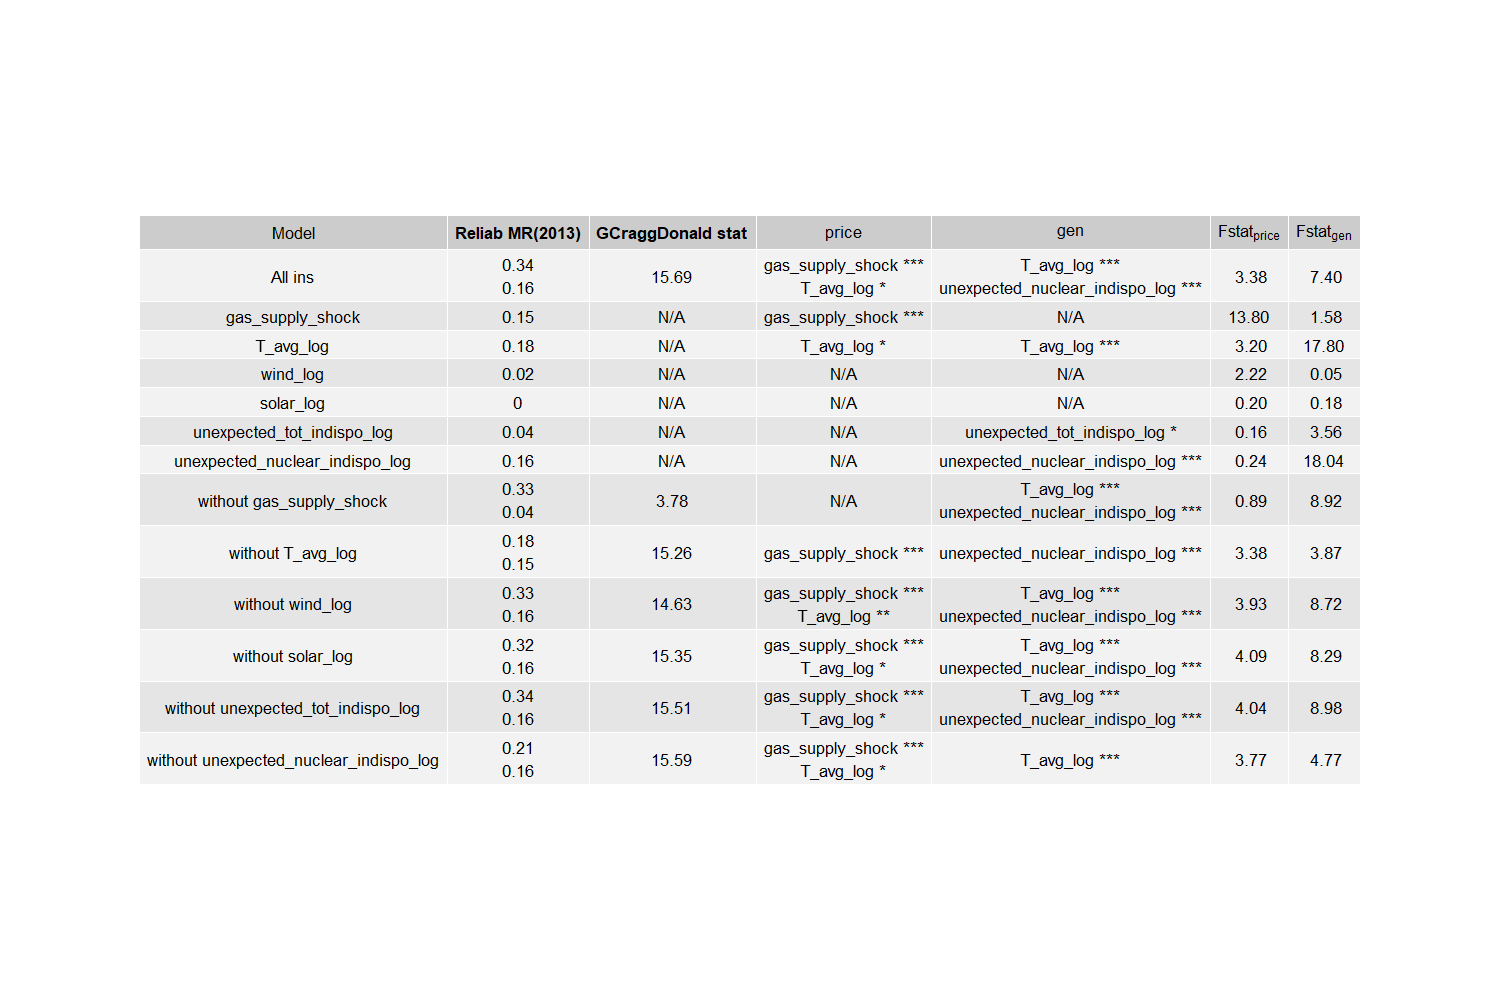 Model Reliab MR(2013) GCraggDonald stat price gen Fstatprice Fstatgen
All ins 0.34 0.16 15.69 gas_supply_shock *** T_avg_log * T_avg_log *** unexpected_nuclear_indispo_log *** 3.38 7.40
gas_supply_shock 0.15 N/A gas_supply_shock *** N/A 13.80 1.58
T_avg_log 0.18 N/A T_avg_log * T_avg_log *** 3.20 17.80
wind_log 0.02 N/A N/A N/A 2.22 0.05
solar_log 0 N/A N/A N/A 0.20 0.18
unexpected_tot_indispo_log 0.04 N/A N/A unexpected_tot_indispo_log * 0.16 3.56
unexpected_nuclear_indispo_log 0.16 N/A N/A unexpected_nuclear_indispo_log *** 0.24 18.04
without gas_supply_shock 0.33 0.04 3.78 N/A T_avg_log *** unexpected_nuclear_indispo_log *** 0.89 8.92
without T_avg_log 0.18 0.15 15.26 gas_supply_shock *** unexpected_nuclear_indispo_log *** 3.38 3.87
without wind_log 0.33 0.16 14.63 gas_supply_shock *** T_avg_log ** T_avg_log *** unexpected_nuclear_indispo_log *** 3.93 8.72
without solar_log 0.32 0.16 15.35 gas_supply_shock *** T_avg_log * T_avg_log *** unexpected_nuclear_indispo_log *** 4.09 8.29
without unexpected_tot_indispo_log 0.34 0.16 15.51 gas_supply_shock *** T_avg_log * T_avg_log *** unexpected_nuclear_indispo_log *** 4.04 8.98
without unexpected_nuclear_indispo_log 0.21 0.16 15.59 gas_supply_shock *** T_avg_log * T_avg_log *** 3.77 4.77